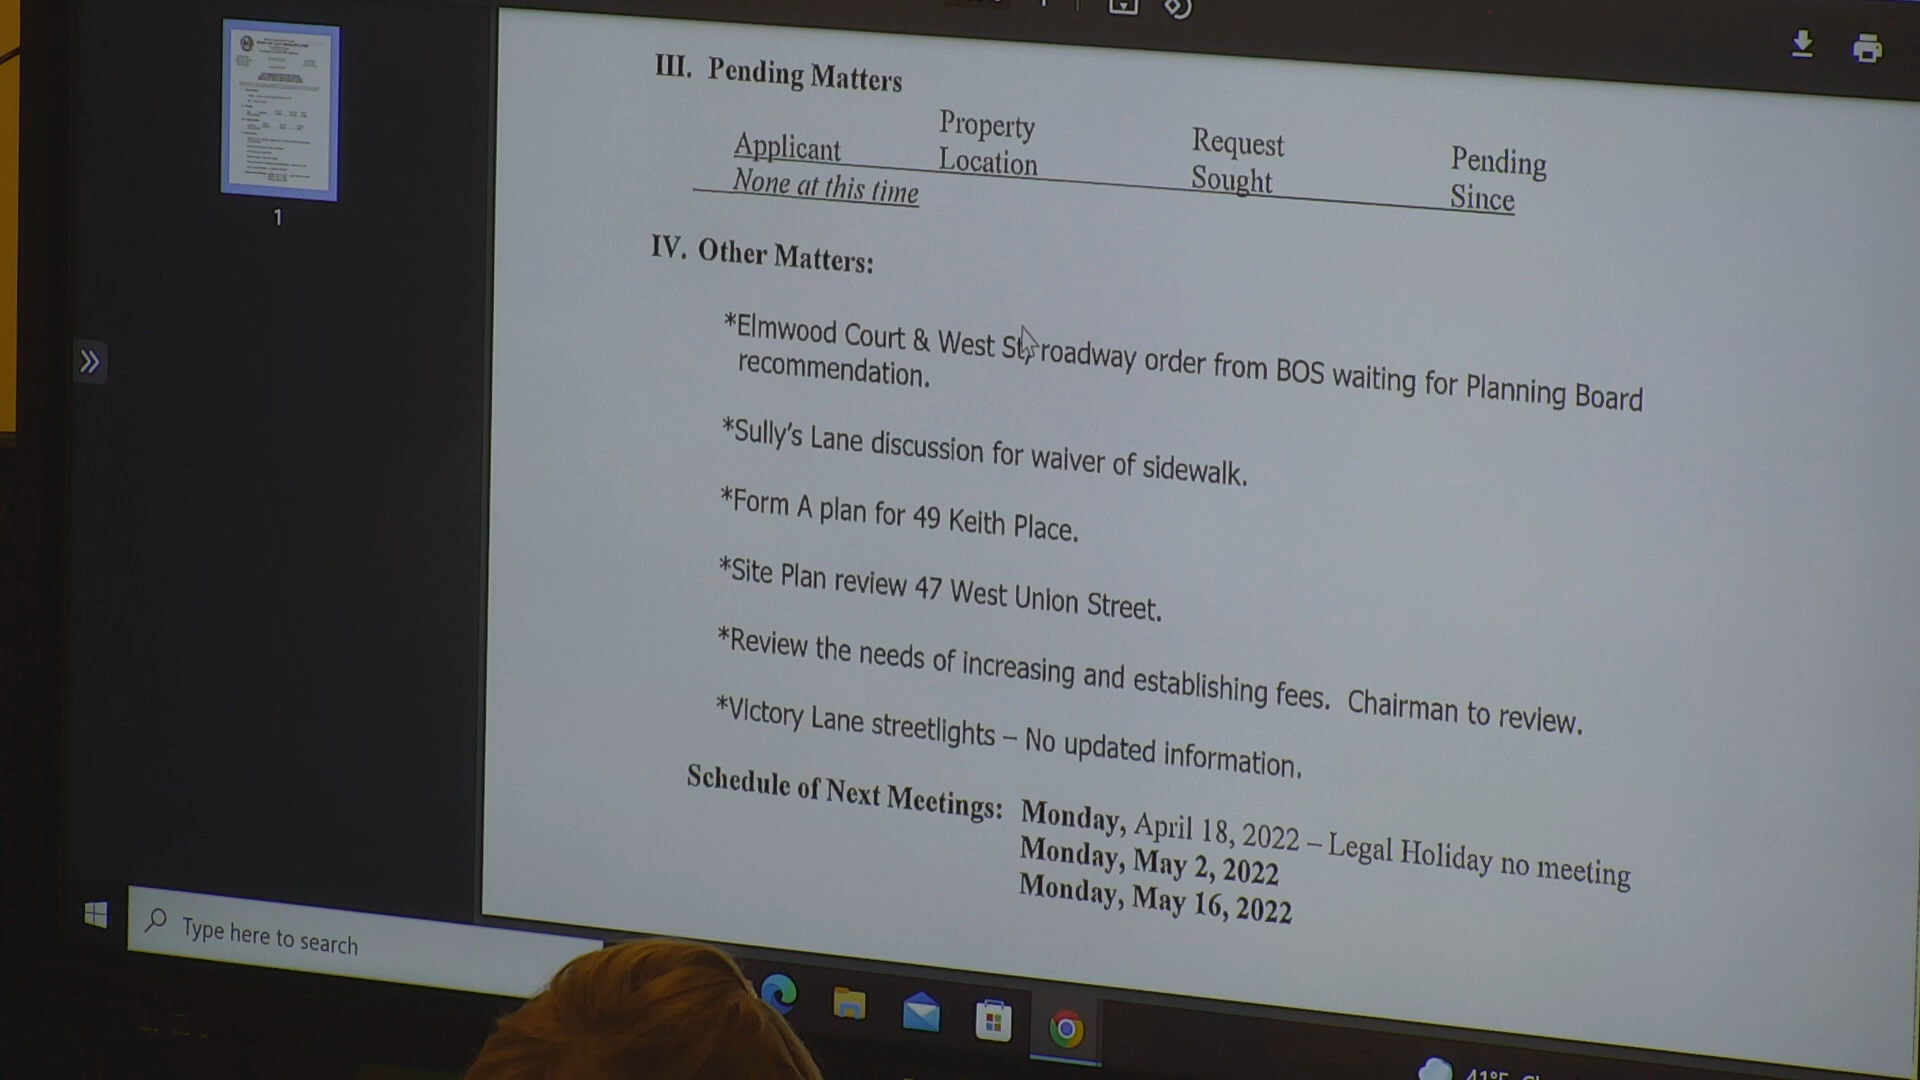 III. Pending Matters
Property
Request
Pending
Applicant
Location
Sought
Since
None at this time
IV. Other Matters:
*Elmwood Court & West St, roadway order from BOS waiting for Planning Board
recommendation.
*Sully's Lane discussion for waiver of sidewalk.
*Form A plan for 49 Keith Place.
*Site Plan review 47 West Union Street.
*Review the needs of increasing and establishing fees. Chairman to review.
*Victory Lane streetlights – No updated information.
Schedule of Next Meetings: Monday, April 18, 2022 – Legal Holiday no meeting
Monday, May 2, 2022
Monday, May 16, 2022
1
Type here to search
41°F